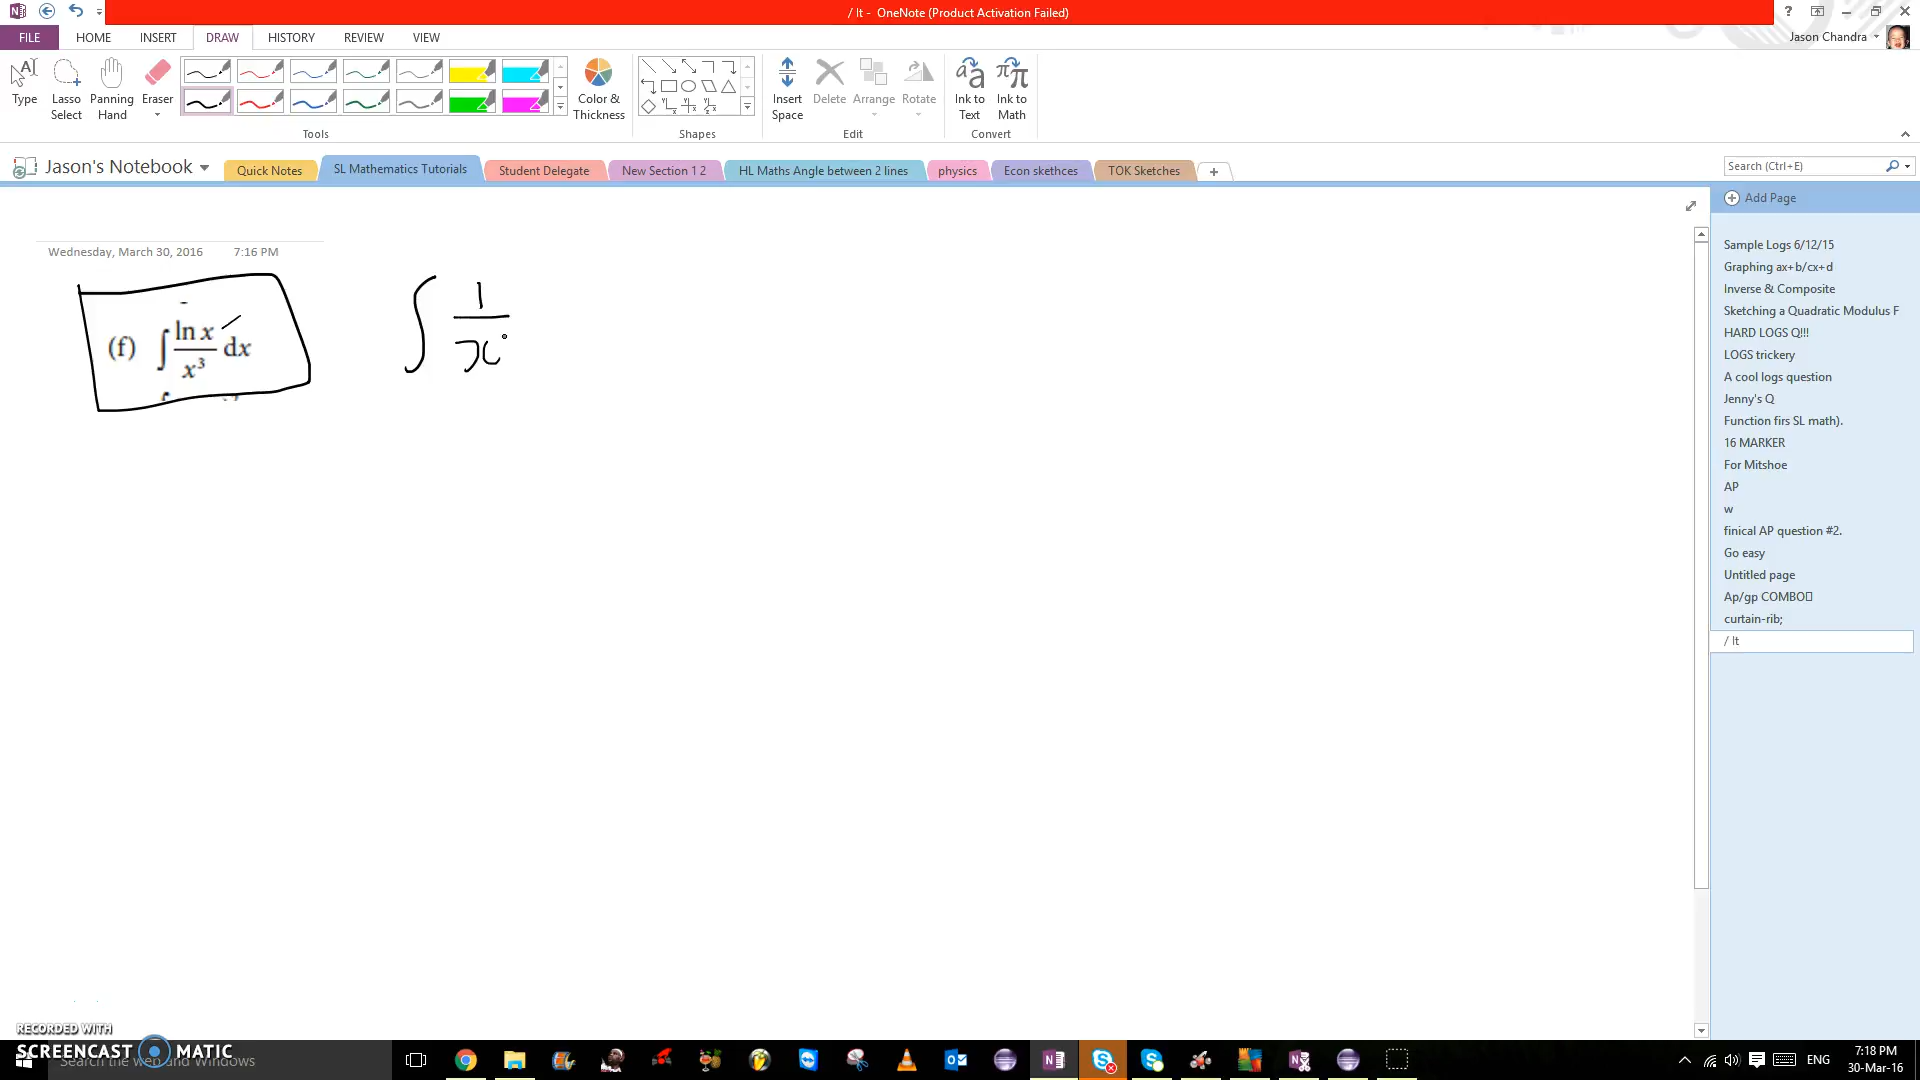 / It - OneNote (Product Activation Failed)
FILE HOME INSERT DRAW HISTORY REVIEW VIEW
Jason Chandra
Type Lasso Select Panning Hand Eraser Color & Thickness Insert Space Delete Arrange Rotate Ink to Text Ink to Math
Tools Shapes Edit Convert
Jason's Notebook Quick Notes SL Mathematics Tutorials Student Delegate New Section 1 2 HL Maths Angle between 2 lines physics Econ skethces TOK Sketches
Search (Ctrl+E)
Add Page
Wednesday, March 30, 2016 7:16 PM
(f) ∫ ln x / x³ dx
∫ 1 / x
Sample Logs 6/12/15
Graphing ax+b/cx+d
Inverse & Composite
Sketching a Quadratic Modulus F
HARD LOGS Q!!!
LOGS trickery
A cool logs question
Jenny's Q
Function firs SL math).
16 MARKER
For Mitshoe
AP
w
finical AP question #2.
Go easy
Untitled page
Ap/gp COMBO
curtain-rib;
/ It
RECORDED WITH
SCREENCAST MATIC
Search the web and Windows
ENG
7:18 PM
30-Mar-16